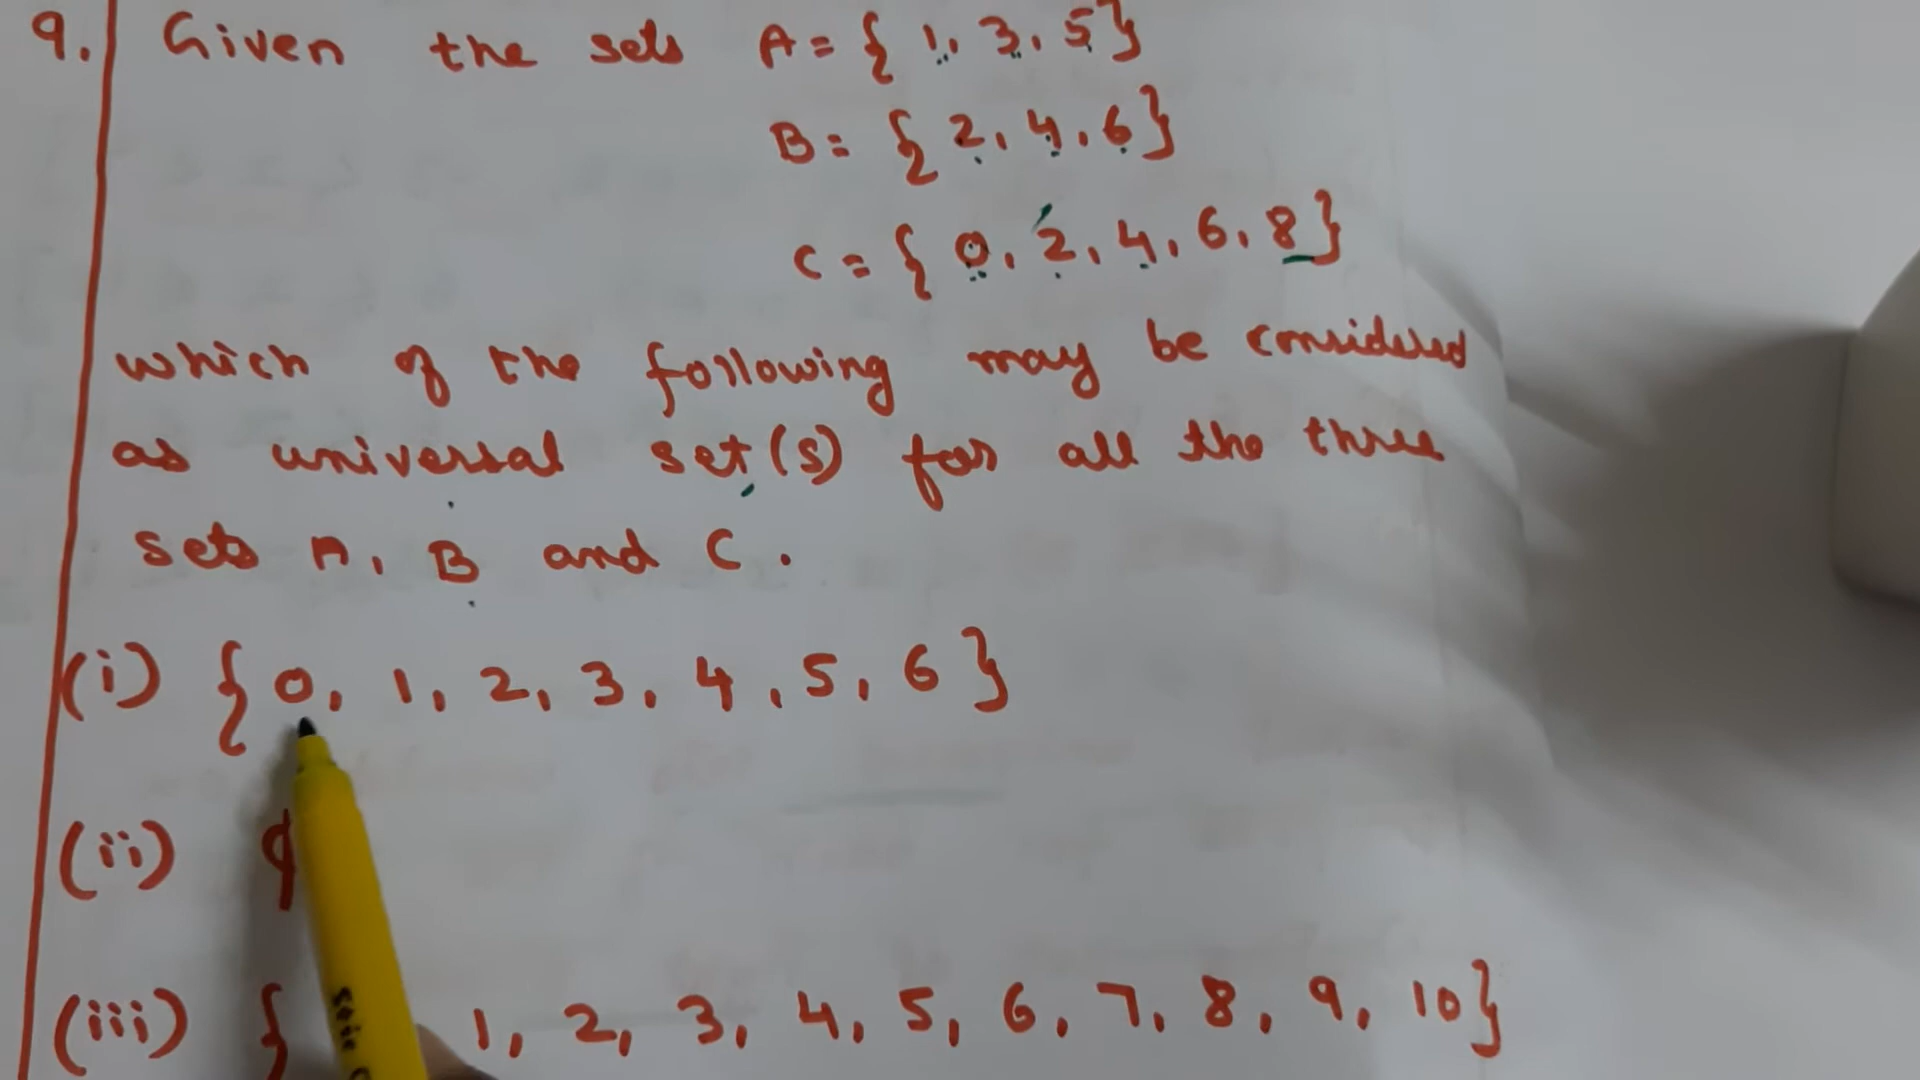 9. Given the sets A = { 1, 3, 5}
B = { 2, 4, 6}
C = { 0, 2, 4, 6, 8}
which of the following may be considered
as universal set(s) for all the three
sets A, B and C.
(i) { 0, 1, 2, 3, 4, 5, 6 }
(ii)
(iii) { 1, 2, 3, 4, 5, 6, 7, 8, 9, 10}